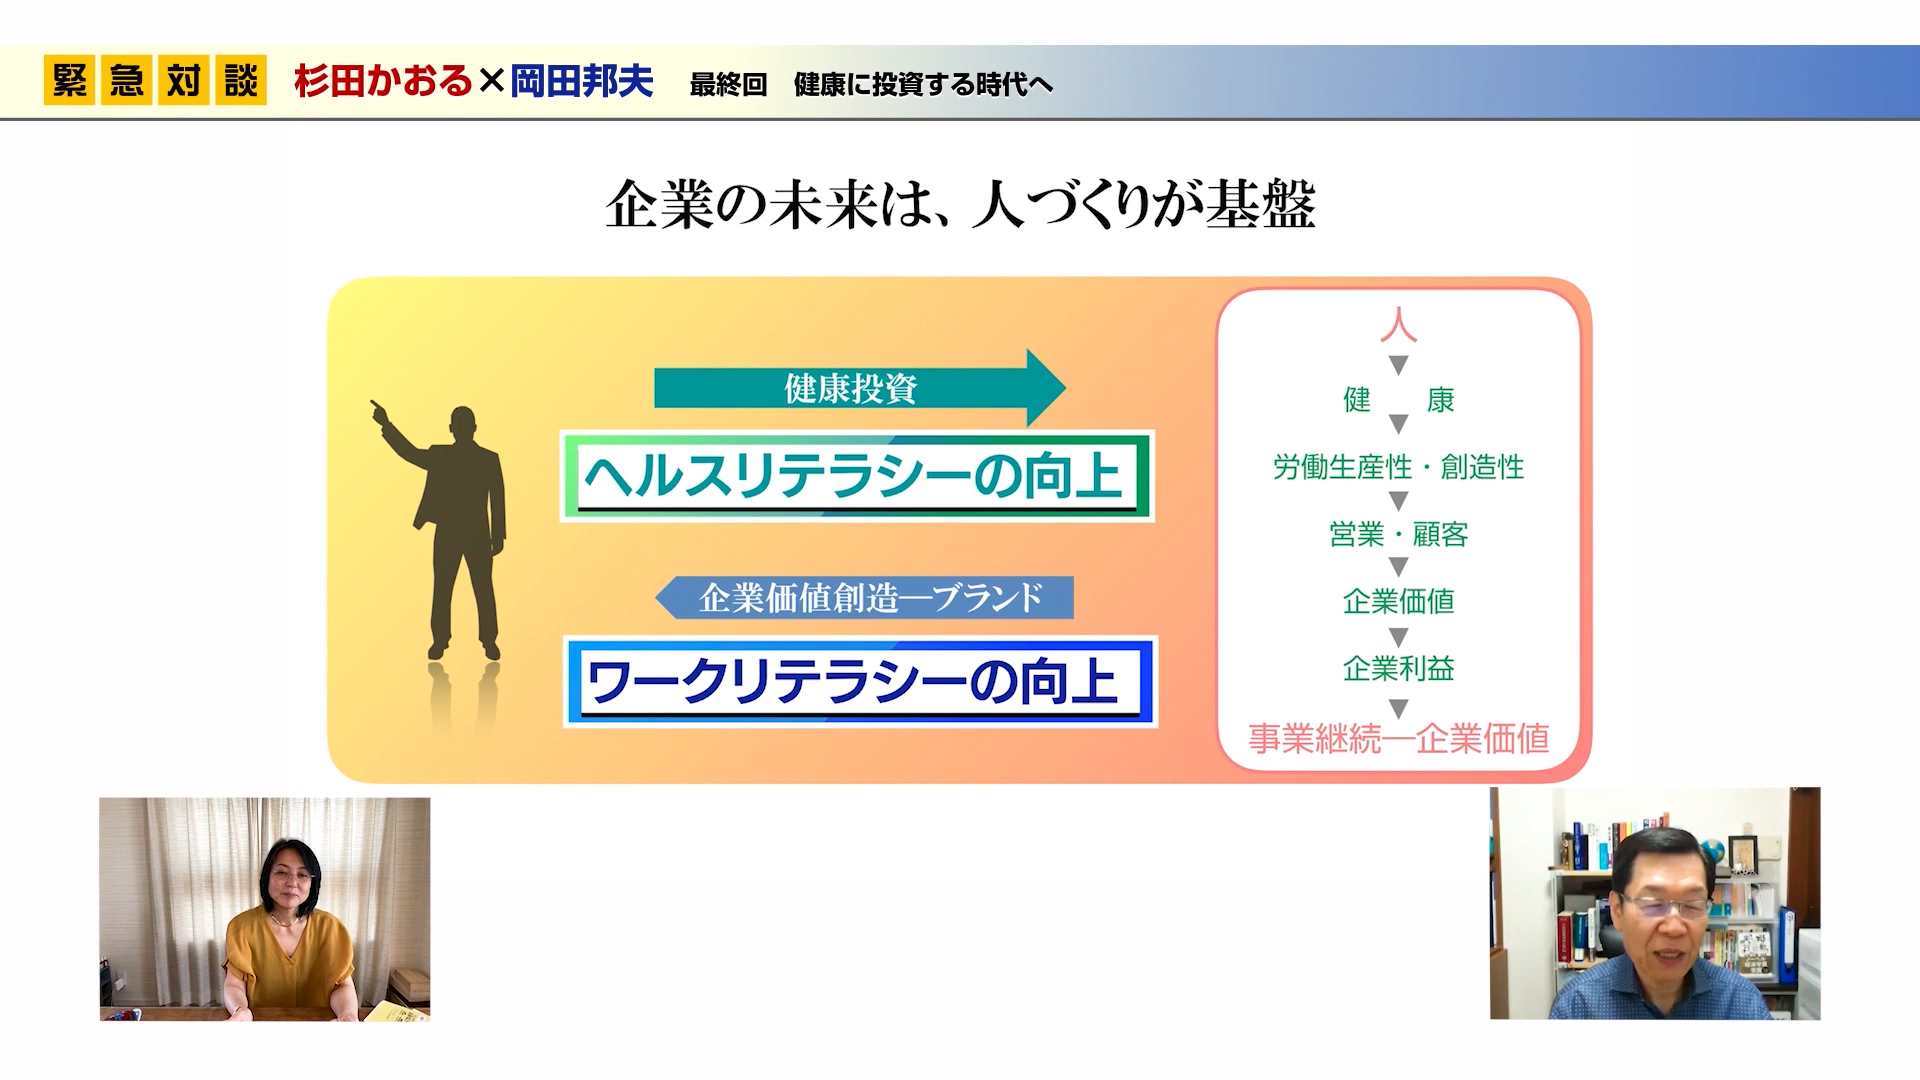 緊急対談 杉田かおる×岡田邦夫 最終回 健康に投資する時代へ
企業の未来は、人づくりが基盤
健康投資
ヘルスリテラシーの向上
企業価値創造―ブランド
ワークリテラシーの向上
人
健 康
労働生産性・創造性
営業・顧客
企業価値
企業利益
事業継続―企業価値